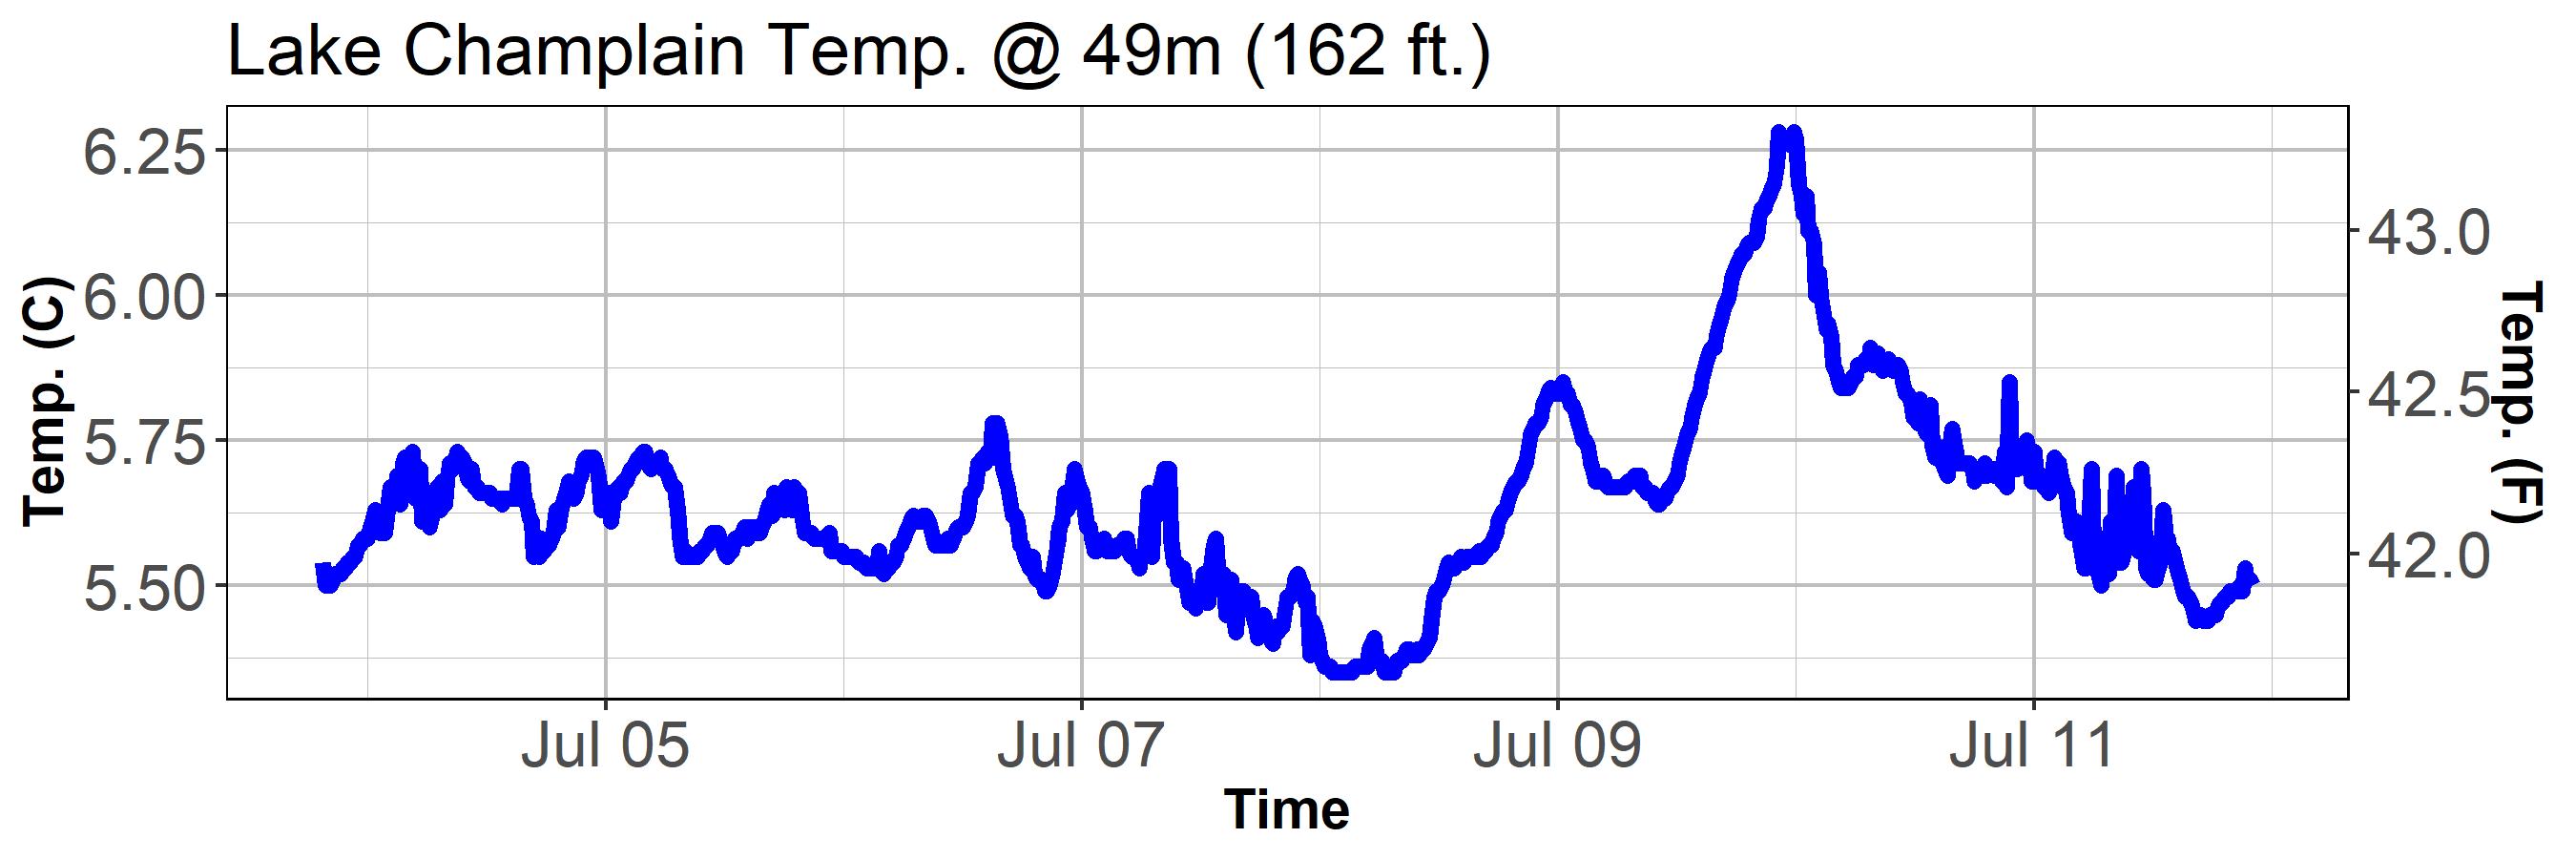 Lake Champlain Temp. @ 49m (162 ft.)
6.25
6.00
5.75
5.50
Temp. (C)
43.0
42.5
42.0
Temp. (F)
Jul 05
Jul 07
Jul 09
Jul 11
Time